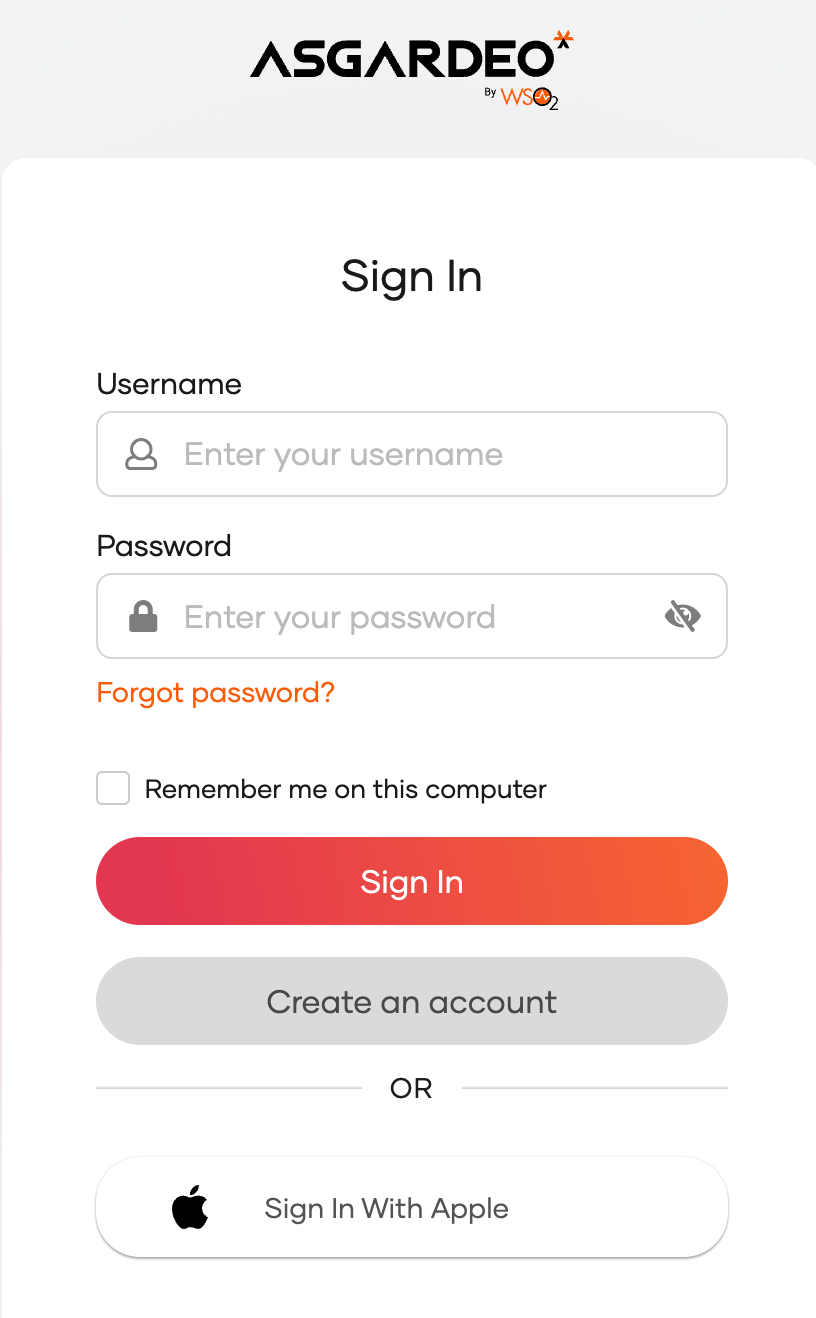 ASGARDEO
By WSO2
Sign In
Username
Enter your username
Password
Enter your password
Forgot password?
Remember me on this computer
Sign In
Create an account
OR
Sign In With Apple